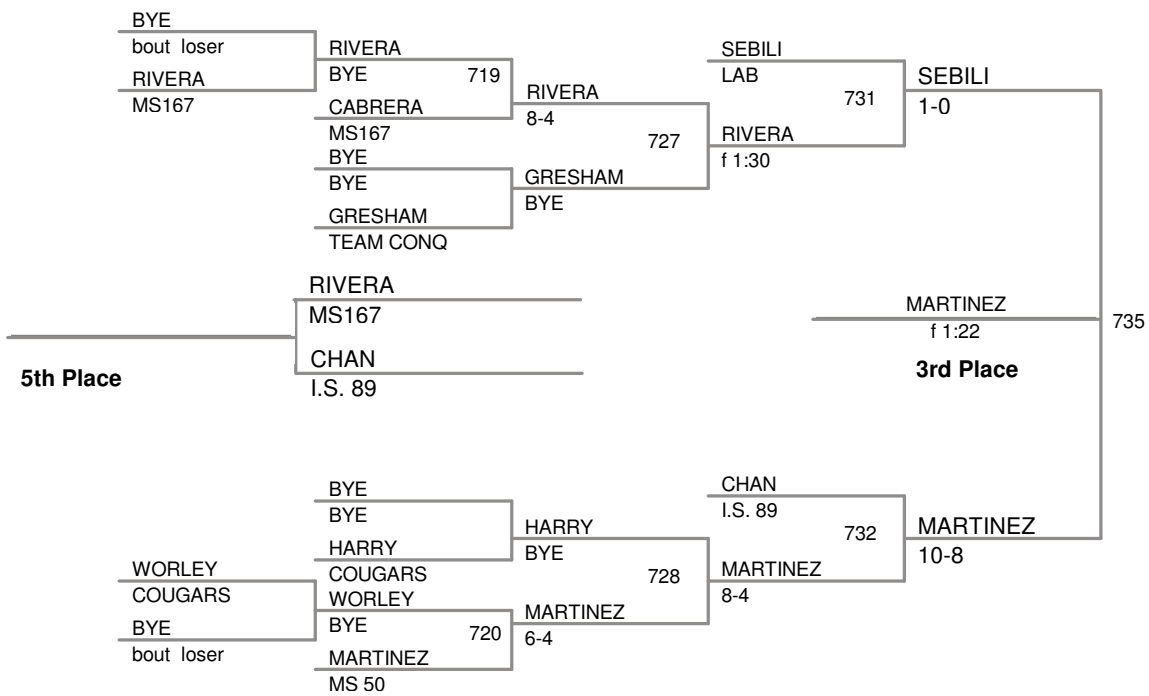 BYE
bout loser
RIVERA
MS167
RIVERA
BYE
719
CABRERA
MS167
BYE
BYE
GRESHAM
TEAM CONQ
RIVERA
8-4
727
GRESHAM
BYE
SEBILI
LAB
731
RIVERA
f 1:30
SEBILI
1-0
RIVERA
MS167
CHAN
I.S. 89
5th Place
MARTINEZ
f 1:22
735
3rd Place
BYE
BYE
HARRY
COUGARS
WORLEY
COUGARS
BYE
bout loser
WORLEY
BYE
720
MARTINEZ
MS 50
HARRY
BYE
728
MARTINEZ
6-4
CHAN
I.S. 89
732
MARTINEZ
8-4
MARTINEZ
10-8